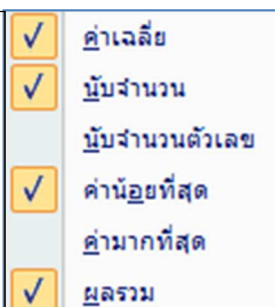 ค่าเฉลี่ย
นับจำนวน
นับจำนวนตัวเลข
ค่าน้อยที่สุด
ค่ามากที่สุด
ผลรวม